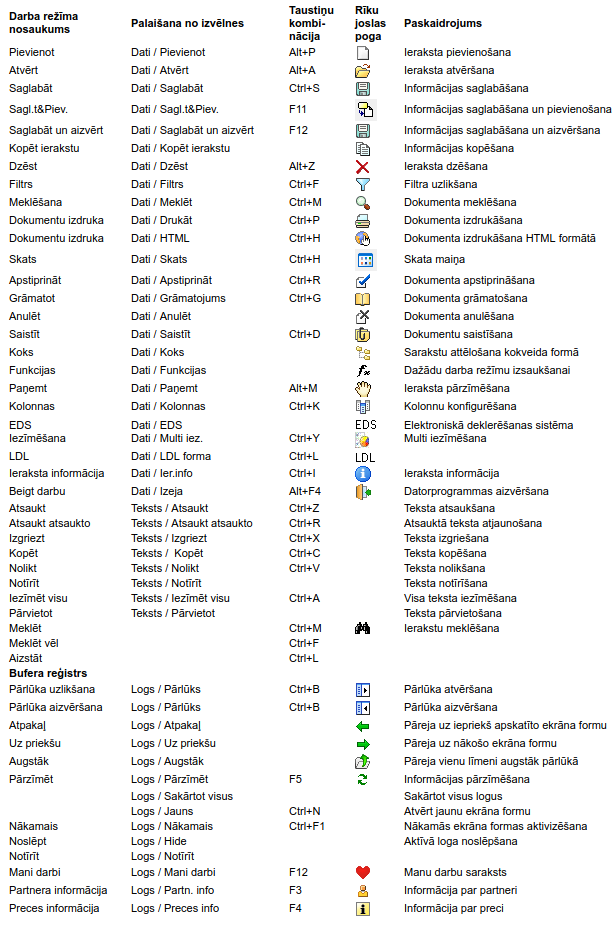 Darba režīma nosaukums Palaišana no izvēlnes Taustiņu kombi-nācija Rīku joslas poga Paskaidrojums
Pievienot Dati / Pievienot Alt+P Ieraksta pievienošana
Atvērt Dati / Atvērt Alt+A Ieraksta atvēršana
Saglabāt Dati / Saglabāt Ctrl+S Informācijas saglabāšana
Sagl.t&Piev. Dati / Sagl.t&Piev. F11 Informācijas saglabāšana un pievienošana
Saglabāt un aizvērt Dati / Saglabāt un aizvērt F12 Informācijas saglabāšana un aizvēršana
Kopēt ierakstu Dati / Kopēt ierakstu Informācijas kopēšana
Dzēst Dati / Dzēst Alt+Z Ieraksta dzēšana
Filtrs Dati / Filtrs Ctrl+F Filtra uzlikšana
Meklēšana Dati / Meklēt Ctrl+M Dokumenta meklēšana
Dokumentu izdruka Dati / Drukāt Ctrl+P Dokumenta izdrukāšana
Dokumentu izdruka Dati / HTML Ctrl+H Dokumenta izdrukāšana HTML formātā
Skats Dati / Skats Ctrl+H Skata maiņa
Apstiprināt Dati / Apstiprināt Ctrl+R Dokumenta apstiprināšana
Grāmatot Dati / Grāmatojums Ctrl+G Dokumenta grāmatošana
Anulēt Dati / Anulēt Dokumenta anulēšana
Saistīt Dati / Saistīt Ctrl+D Dokumentu saistīšana
Koks Dati / Koks Sarakstu attēlošana kokveida formā
Funkcijas Dati / Funkcijas fx Dažādu darba režīmu izsaukšanai
Paņemt Dati / Paņemt Alt+M Ieraksta pārzīmēšana
Kolonnas Dati / Kolonnas Ctrl+K Kolonnu konfigurēšana
EDS Dati / EDS EDS Elektroniskā deklerēšanas sistēma
Iezīmēšana Dati / Multi iez. Ctrl+Y Multi iezīmēšana
LDL Dati / LDL forma Ctrl+L LDL
Ieraksta informācija Dati / Ier.info Ctrl+I Ieraksta informācija
Beigt darbu Dati / Izeja Alt+F4 Datorprogrammas aizvēršana
Atsaukt Teksts / Atsaukt Ctrl+Z Teksta atsaukšana
Atsaukt atsaukto Teksts / Atsaukt atsaukto Ctrl+R Atsauktā teksta atjaunošana
Izgriezt Teksts / Izgriezt Ctrl+X Teksta izgriešana
Kopēt Teksts / Kopēt Ctrl+C Teksta kopēšana
Nolikt Teksts / Nolikt Ctrl+V Teksta nolikšana
Notīrīt Teksts / Notīrīt Teksta notīrīšana
Iezīmēt visu Teksts / Iezīmēt visu Ctrl+A Visa teksta iezīmēšana
Pārvietot Teksts / Pārvietot Teksta pārvietošana
Meklēt Ctrl+M Ierakstu meklēšana
Meklēt vēl Ctrl+F
Aizstāt Ctrl+L
Bufera reģistrs
Pārlūka uzlikšana Logs / Pārlūks Ctrl+B Pārlūka atvēršana
Pārlūka aizvēršana Logs / Pārlūks Ctrl+B Pārlūka aizvēršana
Atpakaļ Logs / Atpakaļ Pāreja uz iepriekš apskatīto ekrāna formu
Uz priekšu Logs / Uz priekšu Pāreja uz nākošo ekrāna formu
Augstāk Logs / Augstāk Pāreja vienu līmeni augstāk pārlūkā
Pārzīmēt Logs / Pārzīmēt F5 Informācijas pārzīmēšana
Logs / Sakārtot visus Sakārtot visus logus
Logs / Jauns Ctrl+N Atvērt jaunu ekrāna formu
Nākamais Logs / Nākamais Ctrl+F1 Nākamās ekrāna formas aktivizēšana
Noslēpt Logs / Hide Aktīvā loga noslēpšana
Notīrīt Logs / Notīrīt
Mani darbi Logs / Mani darbi F12 Manu darbu saraksts
Partnera informācija Logs / Partn. info F3 Informācija par partneri
Preces informācija Logs / Preces info F4 Informācija par preci